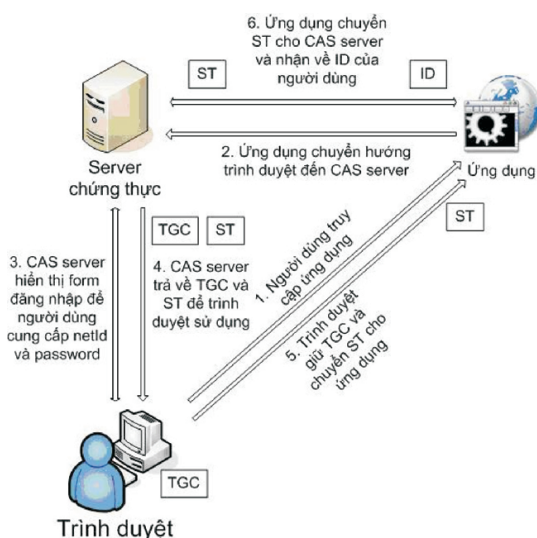 6. Ứng dụng chuyển
ST cho CAS server
và nhận về ID của
người dùng
ST
ID
2. Ứng dụng chuyển hướng
trình duyệt đến CAS server
Server
chứng thực
Ứng dụng
TGC
ST
ST
3. CAS server
hiển thị form
đăng nhập để
người dùng
cung cấp netId
và password
4. CAS server
trả về TGC và
ST để trình
duyệt sử dụng
1. Người dùng truy
cập ứng dụng
5. Trình duyệt
giữ TGC và
chuyển ST cho
ứng dụng
TGC
Trình duyệt